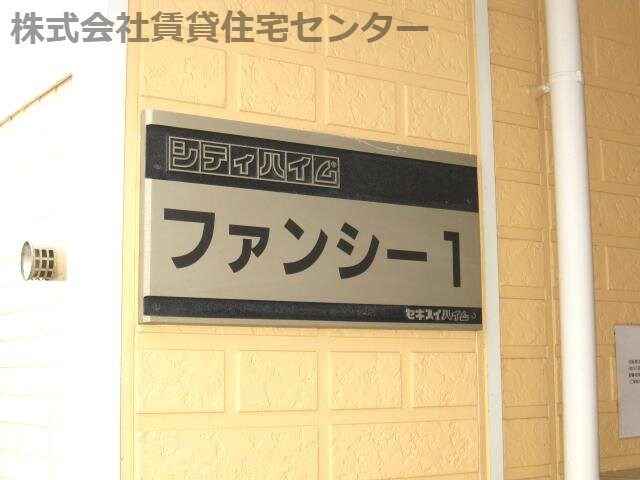 株式会社賃貸住宅センター
シティハイム
ファンシー1
セキスイハイム